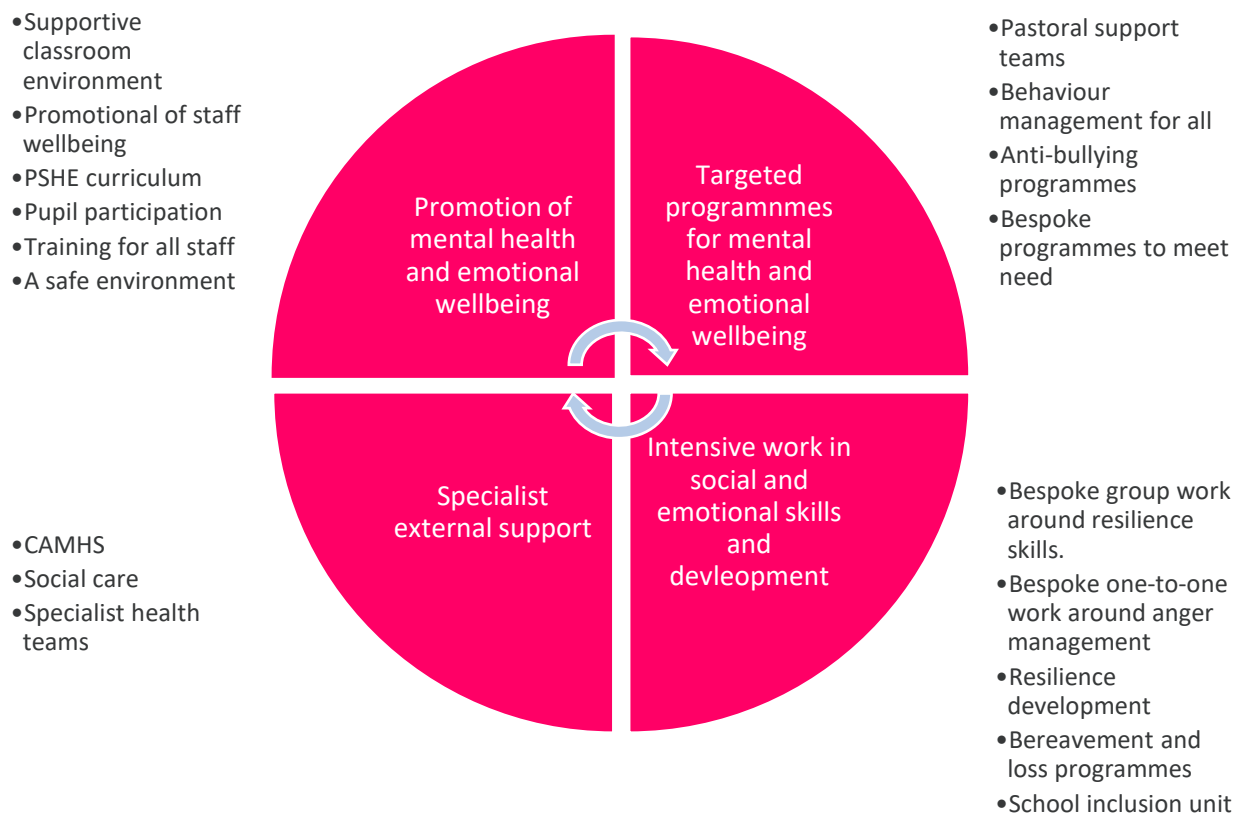 •Supportive
classroom
environment
•Promotional of staff
wellbeing
•PSHE curriculum
•Pupil participation
•Training for all staff
•A safe environment
Promotion of
mental health
and emotional
wellbeing
Targeted
programnmes
for mental
health and
emotional
wellbeing
•Pastoral support
teams
•Behaviour
management for all
•Anti-bullying
programmes
•Bespoke
programmes to meet
need
•CAMHS
•Social care
•Specialist health
teams
Specialist
external support
Intensive work in
social and
emotional skills
and
devleopment
•Bespoke group work
around resilience
skills.
•Bespoke one-to-one
work around anger
management
•Resilience
development
•Bereavement and
loss programmes
•School inclusion unit